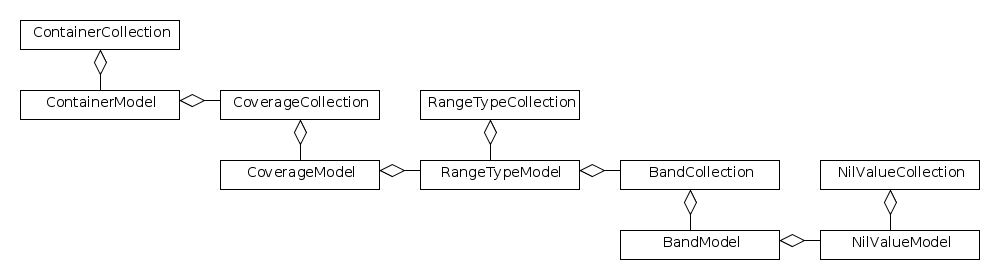 ContainerCollection
ContainerModel
CoverageCollection
RangeTypeCollection
CoverageModel
RangeTypeModel
BandCollection
NilValueCollection
BandModel
NilValueModel